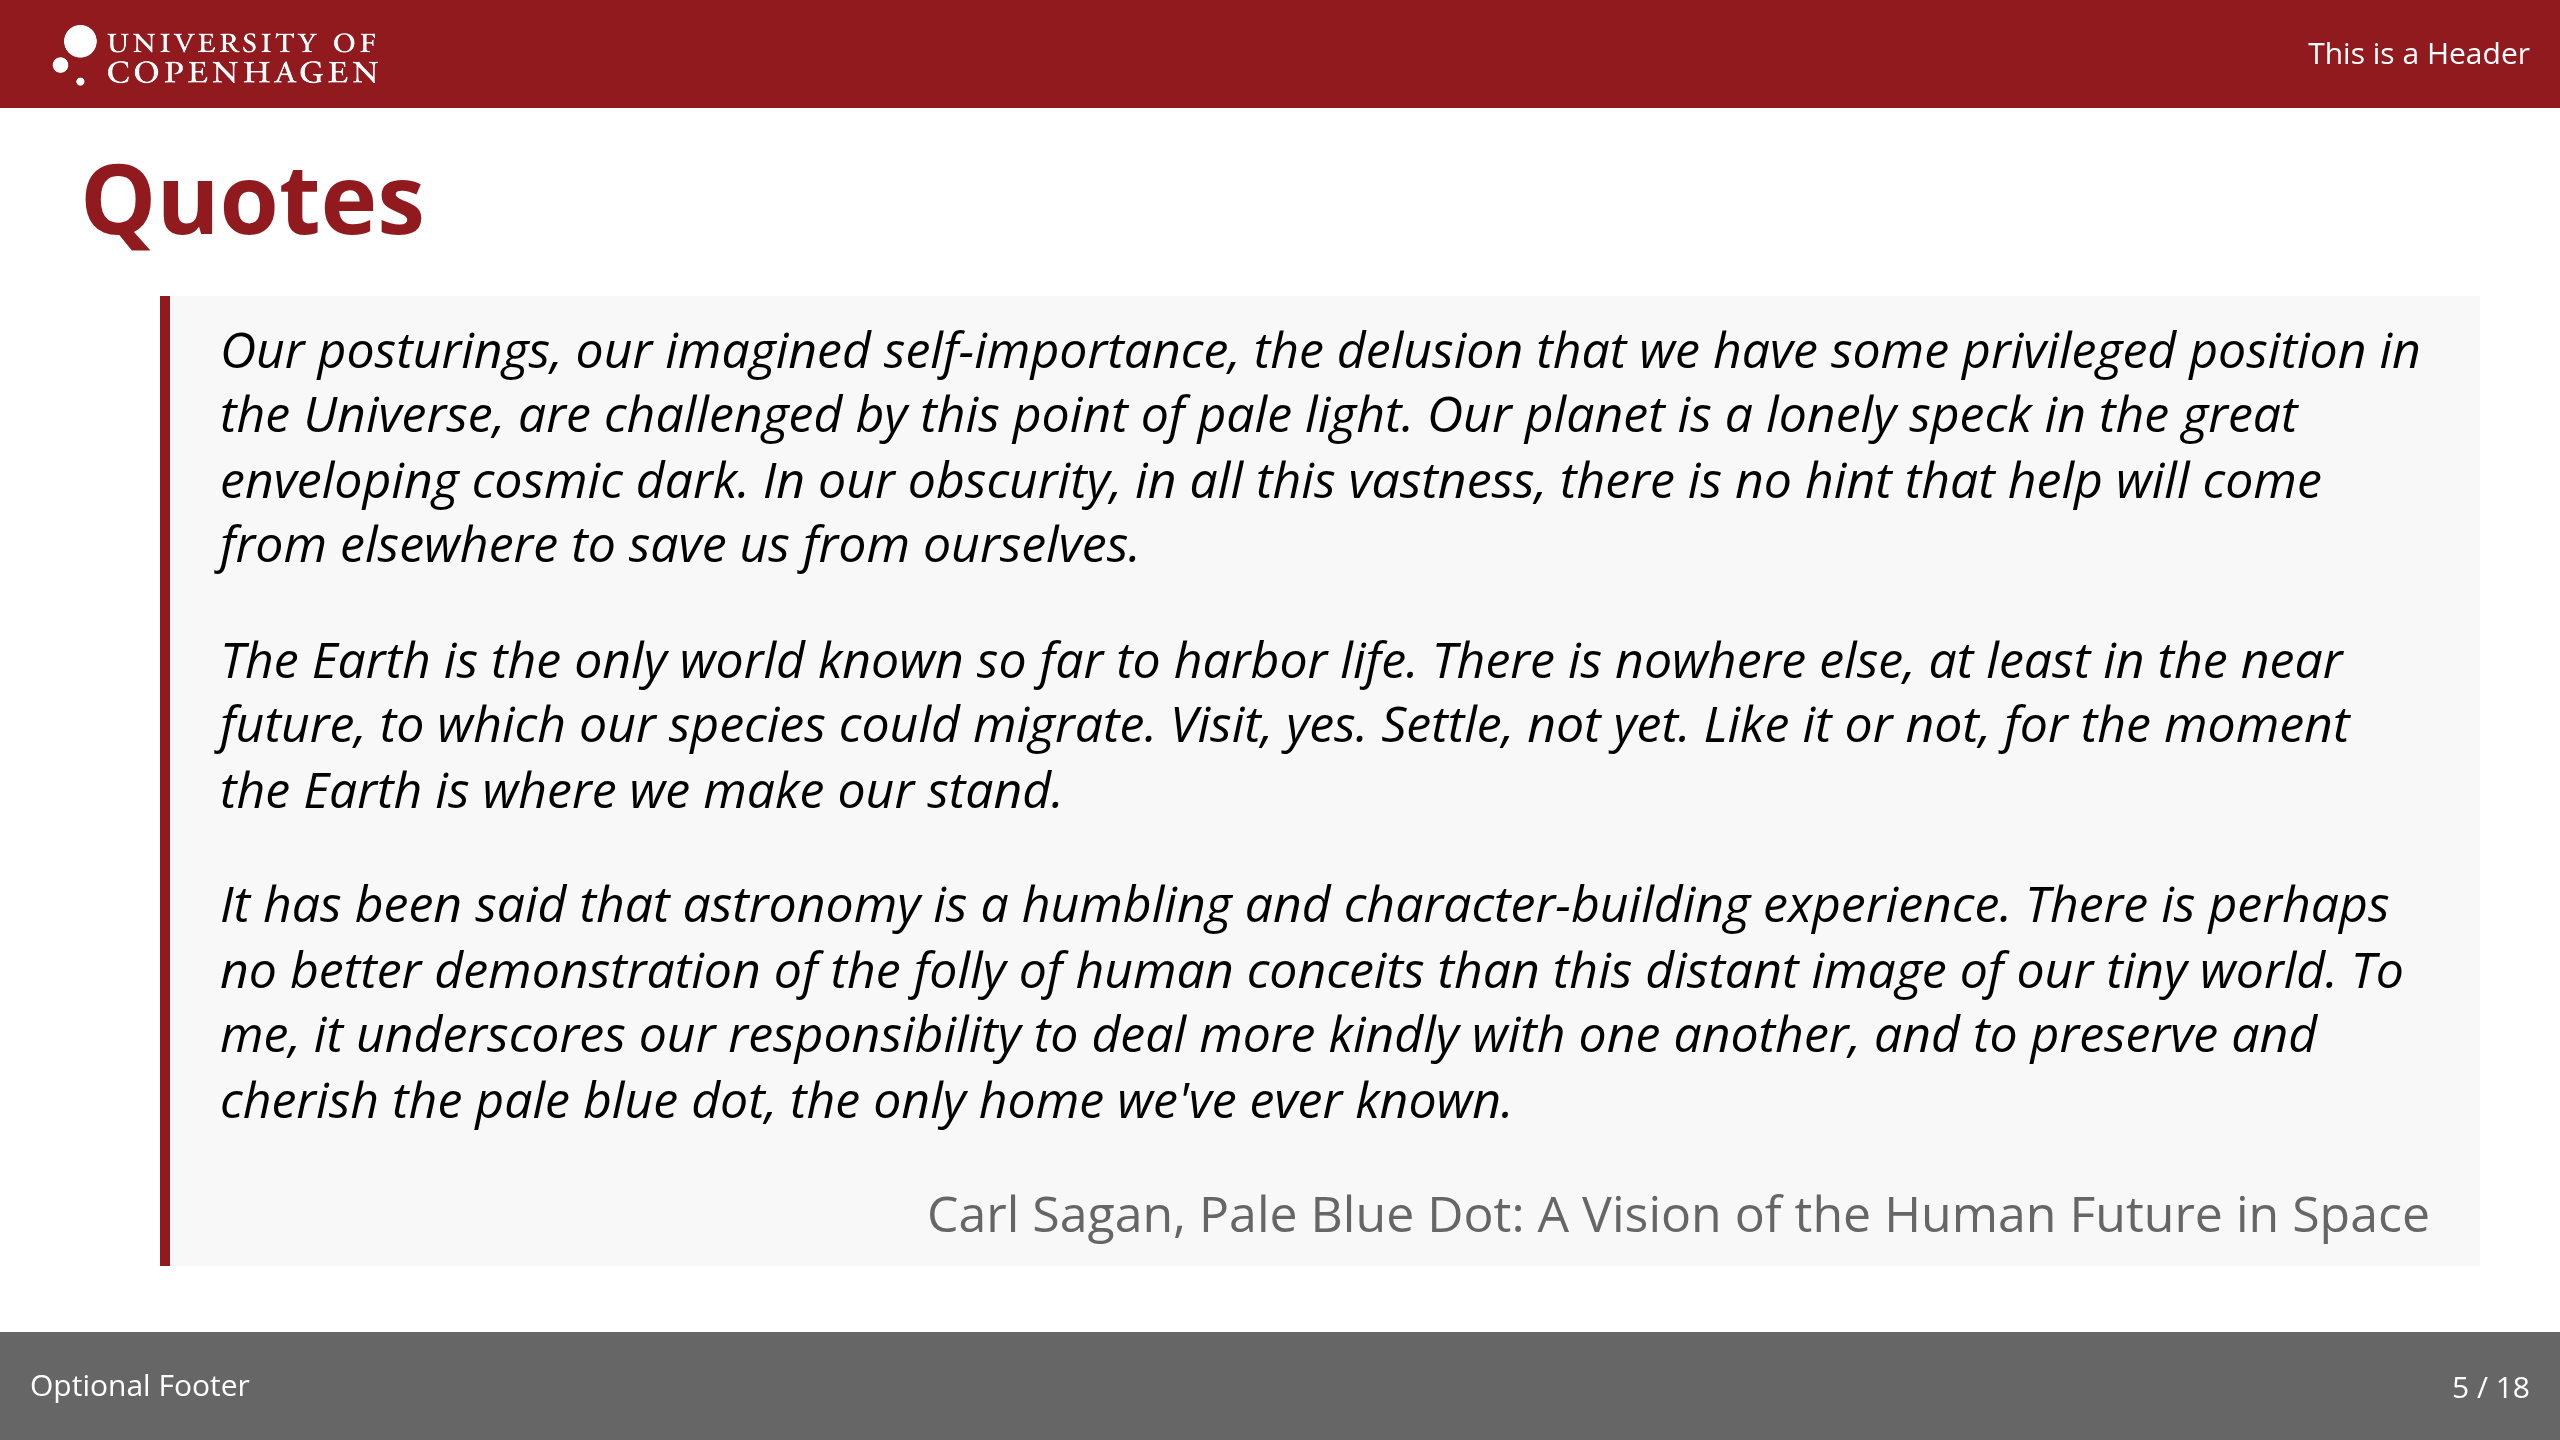 UNIVERSITY OF
COPENHAGEN
This is a Header
Quotes
Our posturings, our imagined self-importance, the delusion that we have some privileged position in
the Universe, are challenged by this point of pale light. Our planet is a lonely speck in the great
enveloping cosmic dark. In our obscurity, in all this vastness, there is no hint that help will come
from elsewhere to save us from ourselves.
The Earth is the only world known so far to harbor life. There is nowhere else, at least in the near
future, to which our species could migrate. Visit, yes. Settle, not yet. Like it or not, for the moment
the Earth is where we make our stand.
It has been said that astronomy is a humbling and character-building experience. There is perhaps
no better demonstration of the folly of human conceits than this distant image of our tiny world. To
me, it underscores our responsibility to deal more kindly with one another, and to preserve and
cherish the pale blue dot, the only home we've ever known.
Carl Sagan, Pale Blue Dot: A Vision of the Human Future in Space
Optional Footer
5 / 18